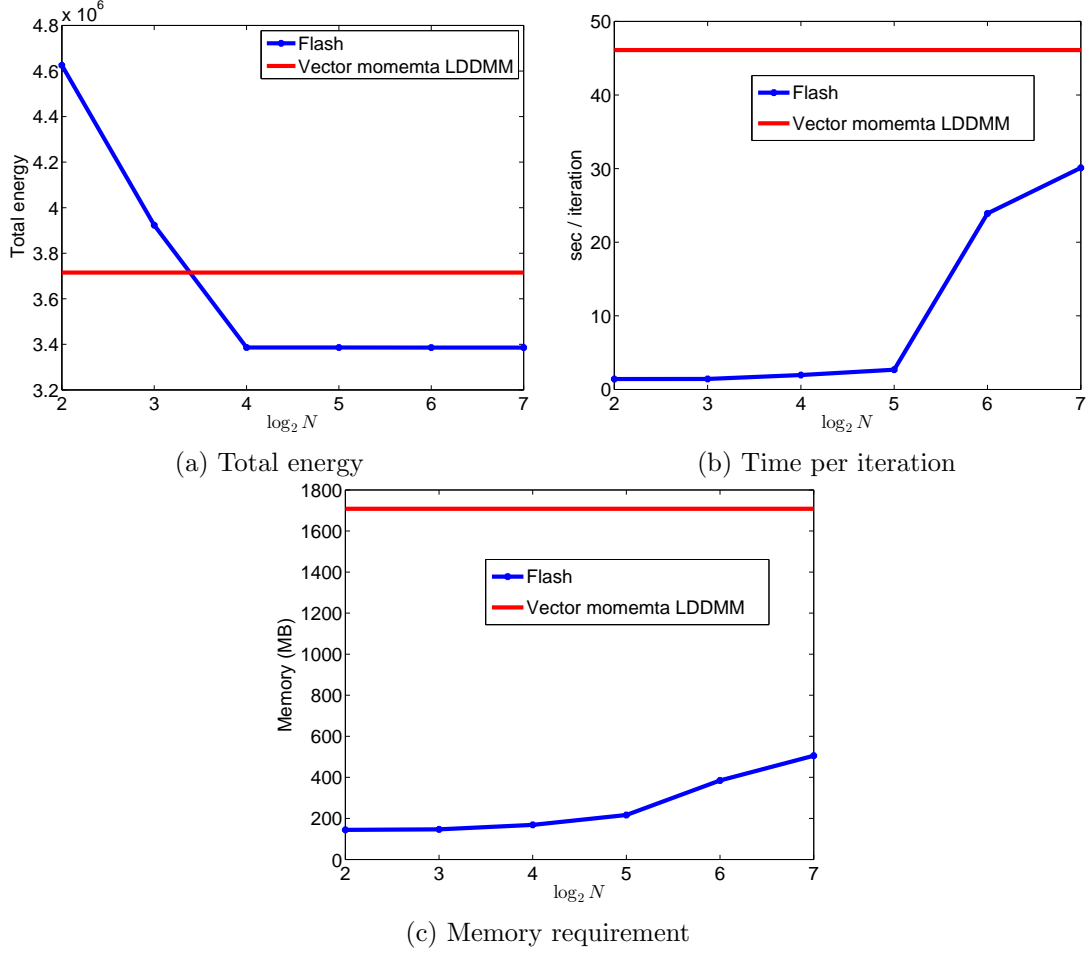 x 10^6
4.8
4.6
4.4
4.2
4
3.8
3.6
3.4
3.2
Total energy
Flash
Vector momemta LDDMM
2 3 4 5 6 7
log_2 N
(a) Total energy
50
40
30
20
10
0
sec / iteration
Flash
Vector momemta LDDMM
2 3 4 5 6 7
log_2 N
(b) Time per iteration
1800
1600
1400
1200
1000
800
600
400
200
0
Memory (MB)
Flash
Vector momemta LDDMM
2 3 4 5 6 7
log_2 N
(c) Memory requirement